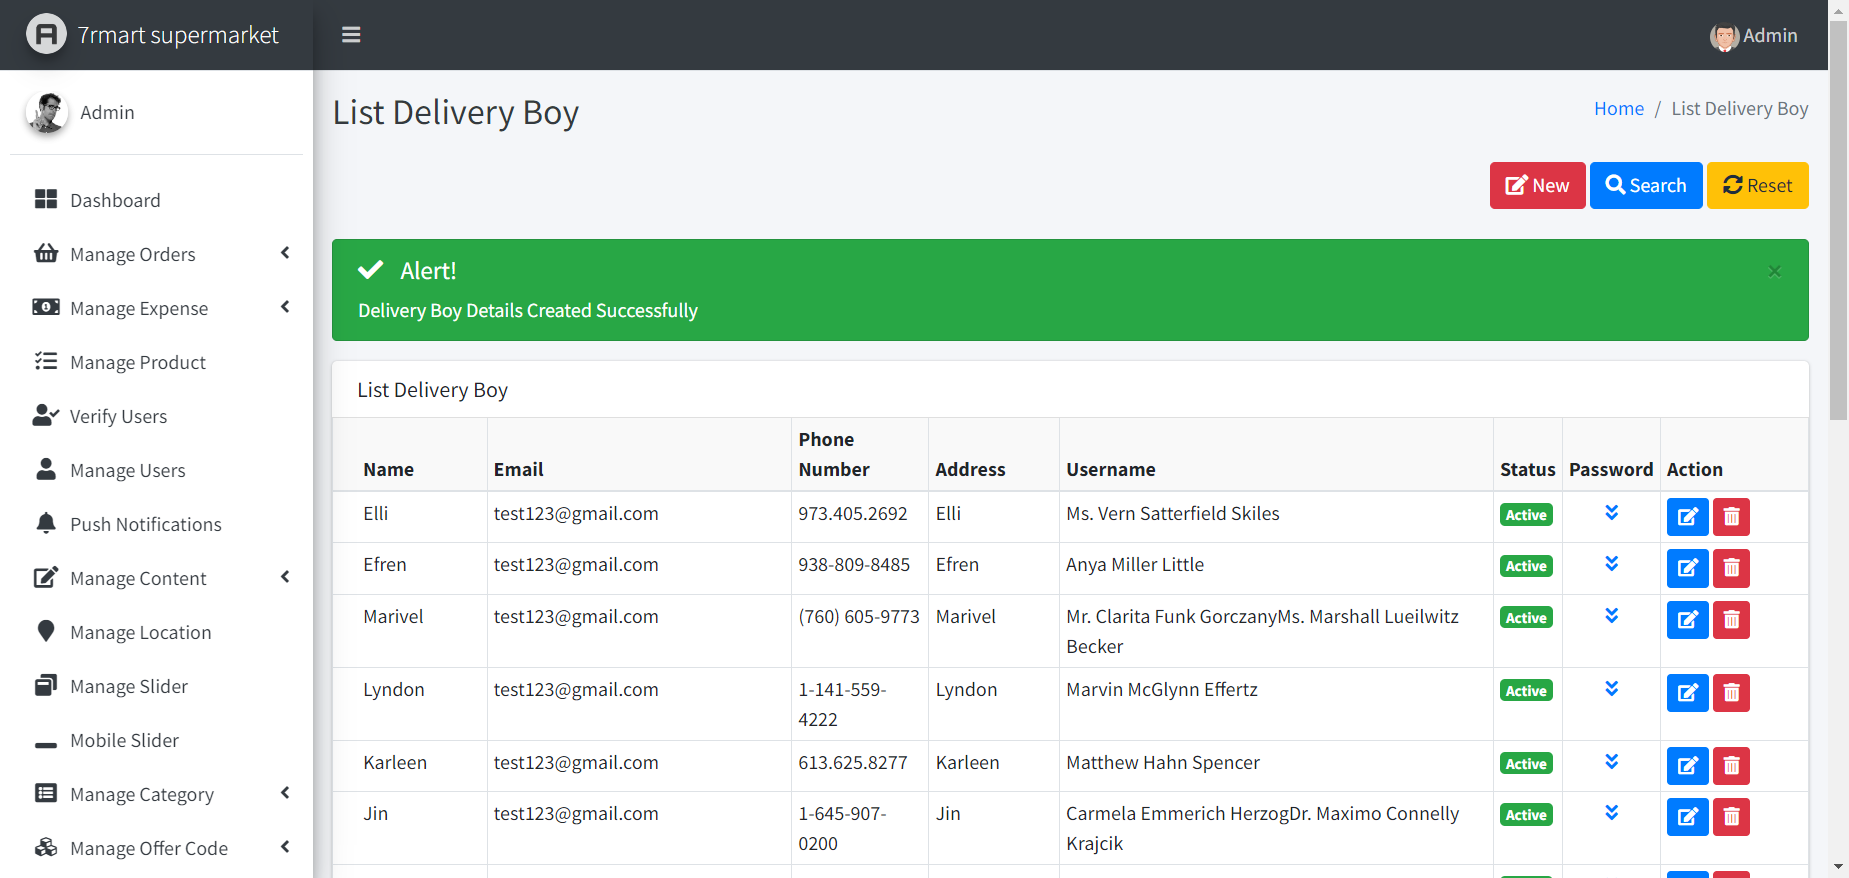 7rmart supermarket
Admin
Admin
List Delivery Boy
Home / List Delivery Boy
New
Search
Reset
Dashboard
Manage Orders
Manage Expense
Manage Product
Verify Users
Manage Users
Push Notifications
Manage Content
Manage Location
Manage Slider
Mobile Slider
Manage Category
Manage Offer Code
Alert!
×
Delivery Boy Details Created Successfully
List Delivery Boy
Name Email Phone Number Address Username Status Password Action
Elli test123@gmail.com 973.405.2692 Elli Ms. Vern Satterfield Skiles Active
Efren test123@gmail.com 938-809-8485 Efren Anya Miller Little Active
Marivel test123@gmail.com (760) 605-9773 Marivel Mr. Clarita Funk GorczanyMs. Marshall Lueilwitz Becker Active
Lyndon test123@gmail.com 1-141-559-4222 Lyndon Marvin McGlynn Effertz Active
Karleen test123@gmail.com 613.625.8277 Karleen Matthew Hahn Spencer Active
Jin test123@gmail.com 1-645-907-0200 Jin Carmela Emmerich HerzogDr. Maximo Connelly Krajcik Active